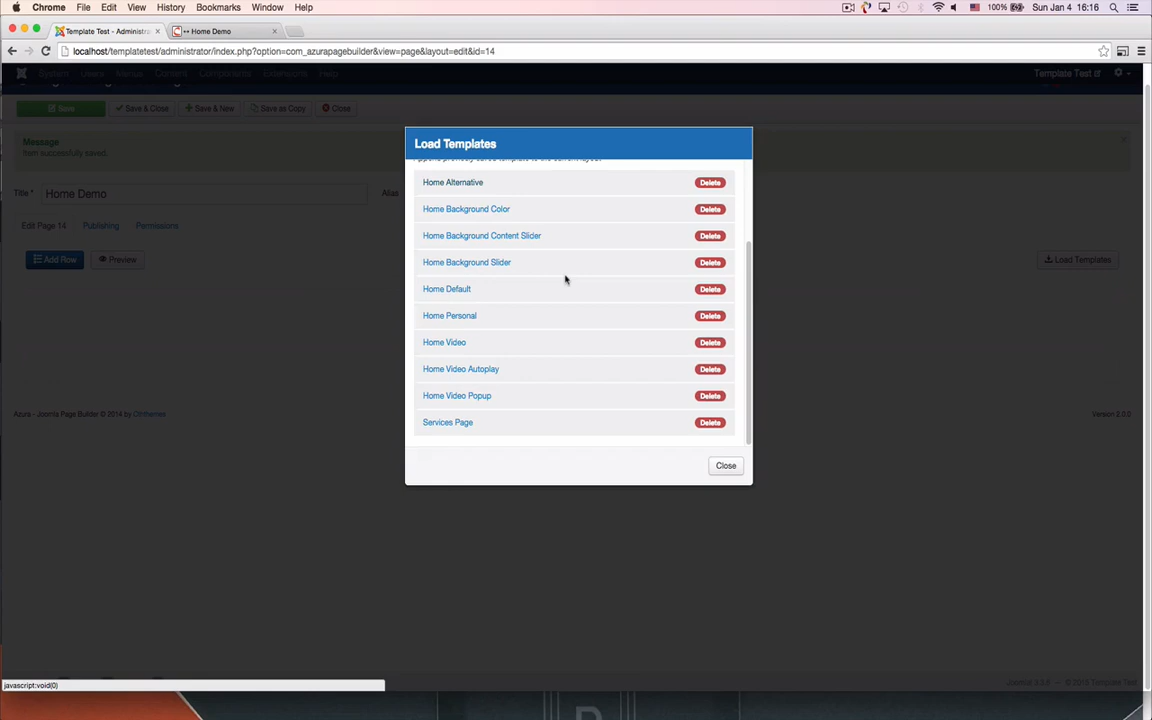 Chrome File Edit View History Bookmarks Window Help 100% Sun Jan 4 16:16
Template Test - Administra × Home Demo ×
localhost/templatetest/administrator/index.php?option=com_azurapagebuilder&view=page&layout=edit&id=14
System Users Menus Content Components Extensions Help Template Test
Save Save & Close Save & New Save as Copy Close
Message
Item successfully saved.
Title * Home Demo Alias
Edit Page 14 Publishing Permissions
Add Row Preview Load Templates
Load Templates
Home Alternative Delete
Home Background Color Delete
Home Background Content Slider Delete
Home Background Slider Delete
Home Default Delete
Home Personal Delete
Home Video Delete
Home Video Autoplay Delete
Home Video Popup Delete
Services Page Delete
Close
Azura - Joomla Page Builder © 2014 by Cththemes Version 2.0.0
javascript:void(0)
© 2015 Template Test